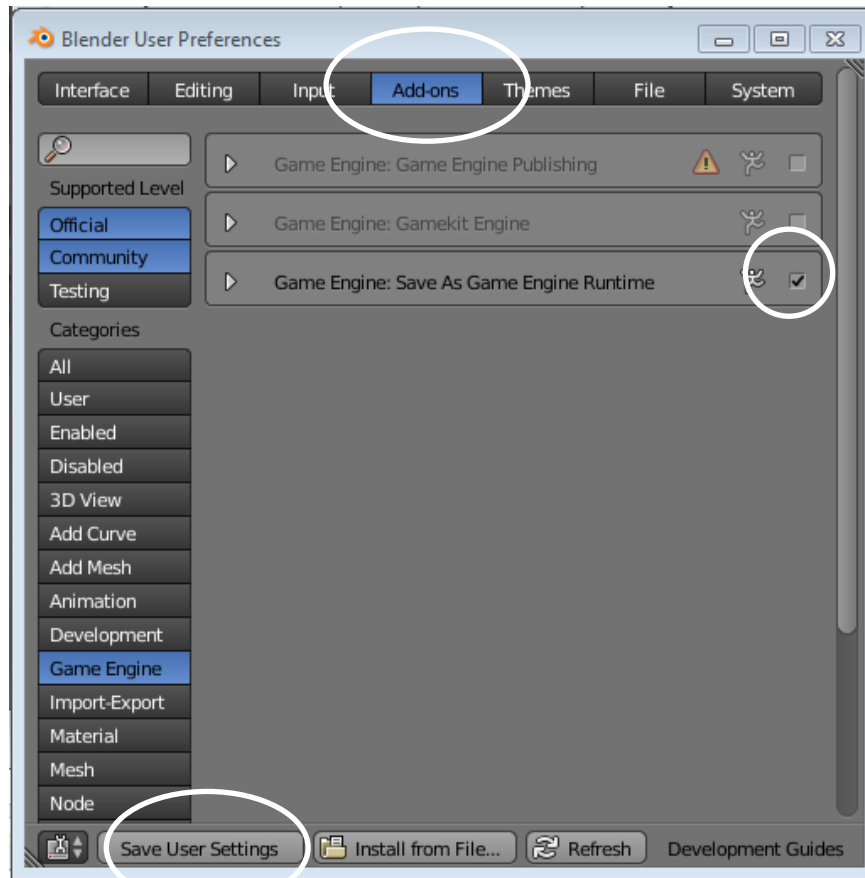 Blender User Preferences
Interface Editing Input Add-ons Themes File System
Supported Level
Official
Community
Testing
Categories
All
User
Enabled
Disabled
3D View
Add Curve
Add Mesh
Animation
Development
Game Engine
Import-Export
Material
Mesh
Node
Game Engine: Game Engine Publishing
Game Engine: Gamekit Engine
Game Engine: Save As Game Engine Runtime
Save User Settings Install from File... Refresh Development Guides